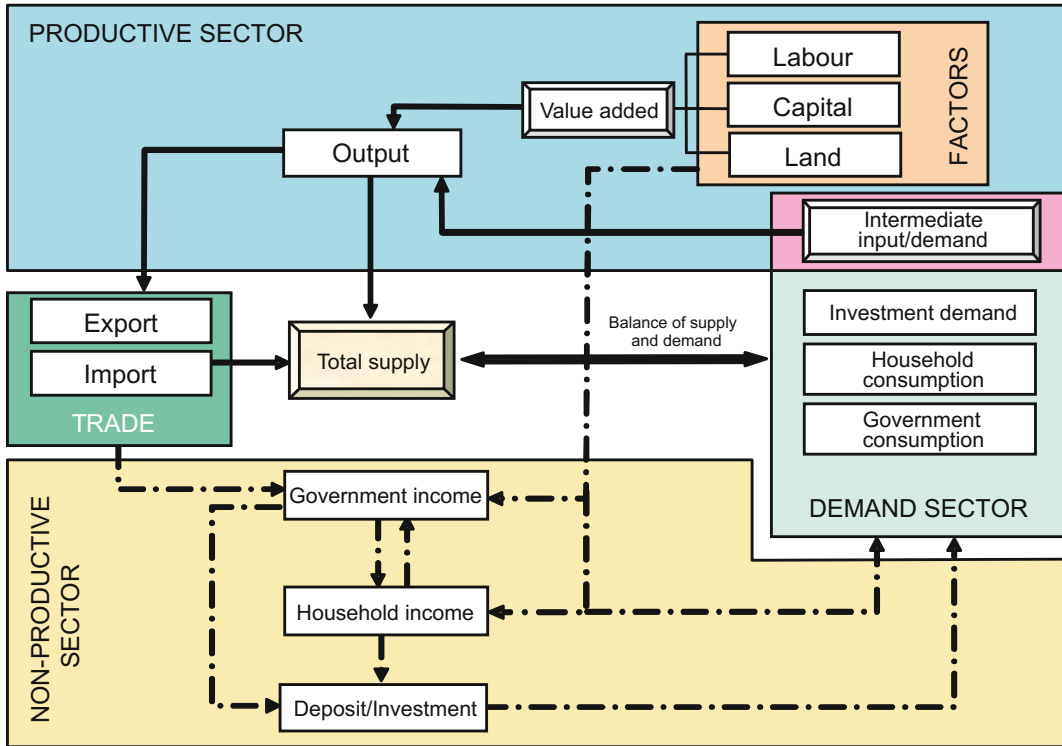 PRODUCTIVE SECTOR
Labour
Capital
Land
FACTORS
Value added
Output
Intermediate
input/demand
Export
Import
TRADE
Total supply
Balance of supply
and demand
Investment demand
Household
consumption
Government
consumption
DEMAND SECTOR
NON-PRODUCTIVE
SECTOR
Government income
Household income
Deposit/Investment